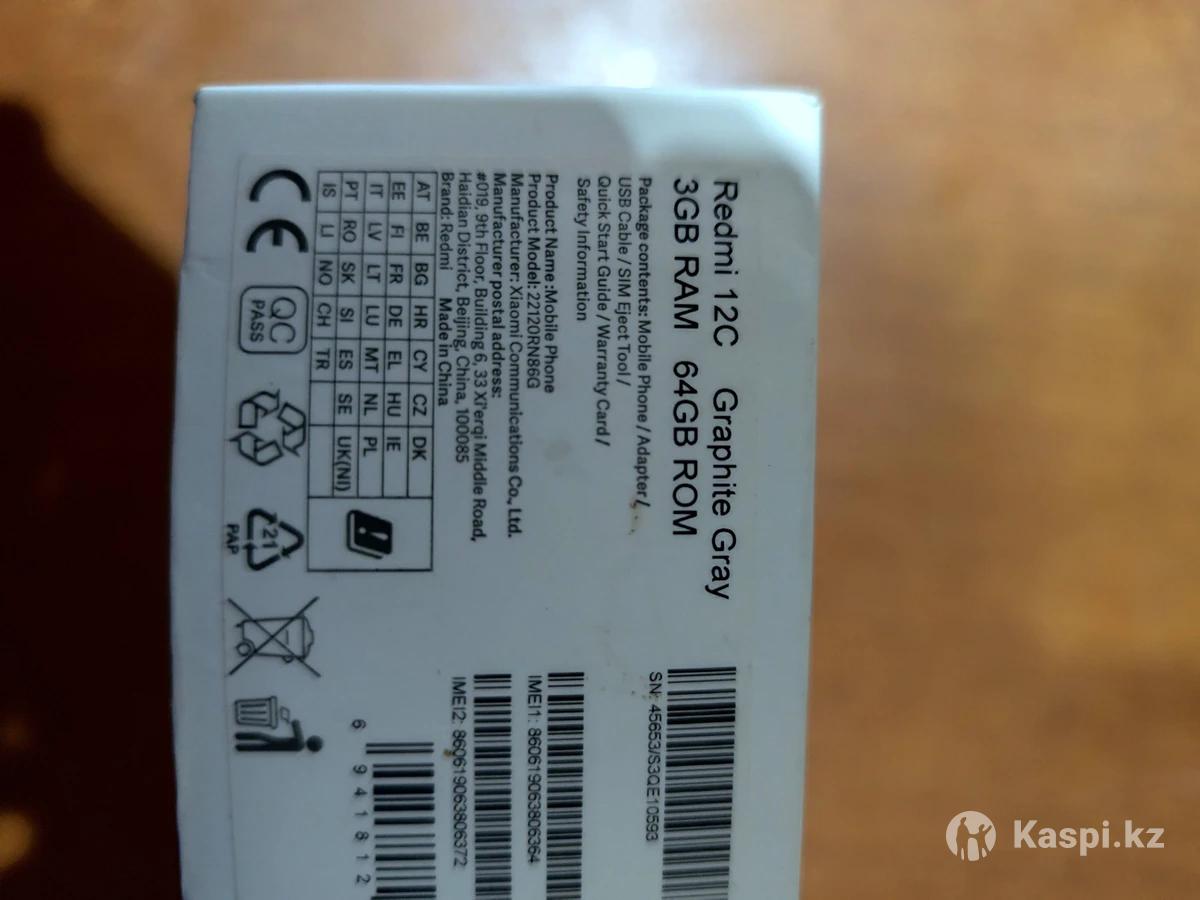 Redmi 12C Graphite Gray
3GB RAM 64GB ROM
Package contents: Mobile Phone / Adapter /
USB Cable / SIM Eject Tool /
Quick Start Guide / Warranty Card /
Safety Information
Product Name :Mobile Phone
Product Model: 22120RN86G
Manufacturer: Xiaomi Communications Co., Ltd.
Manufacturer postal address:
#019, 9th Floor, Building 6, 33 Xi'erqi Middle Road,
Haidian District, Beijing, China, 100085
Brand: Redmi Made in China
AT BE BG HR CY CZ DK
EE FI FR DE EL HU IE
IT LV LT LU MT NL PL
PT RO SK SI ES SE UK(NI)
IS LI NO CH TR
CE
QC
PASS
21
PAP
SN: 45653/S3QE10593
IMEI1: 860619063806364
IMEI2: 860619063806372
6 941812
Kaspi.kz